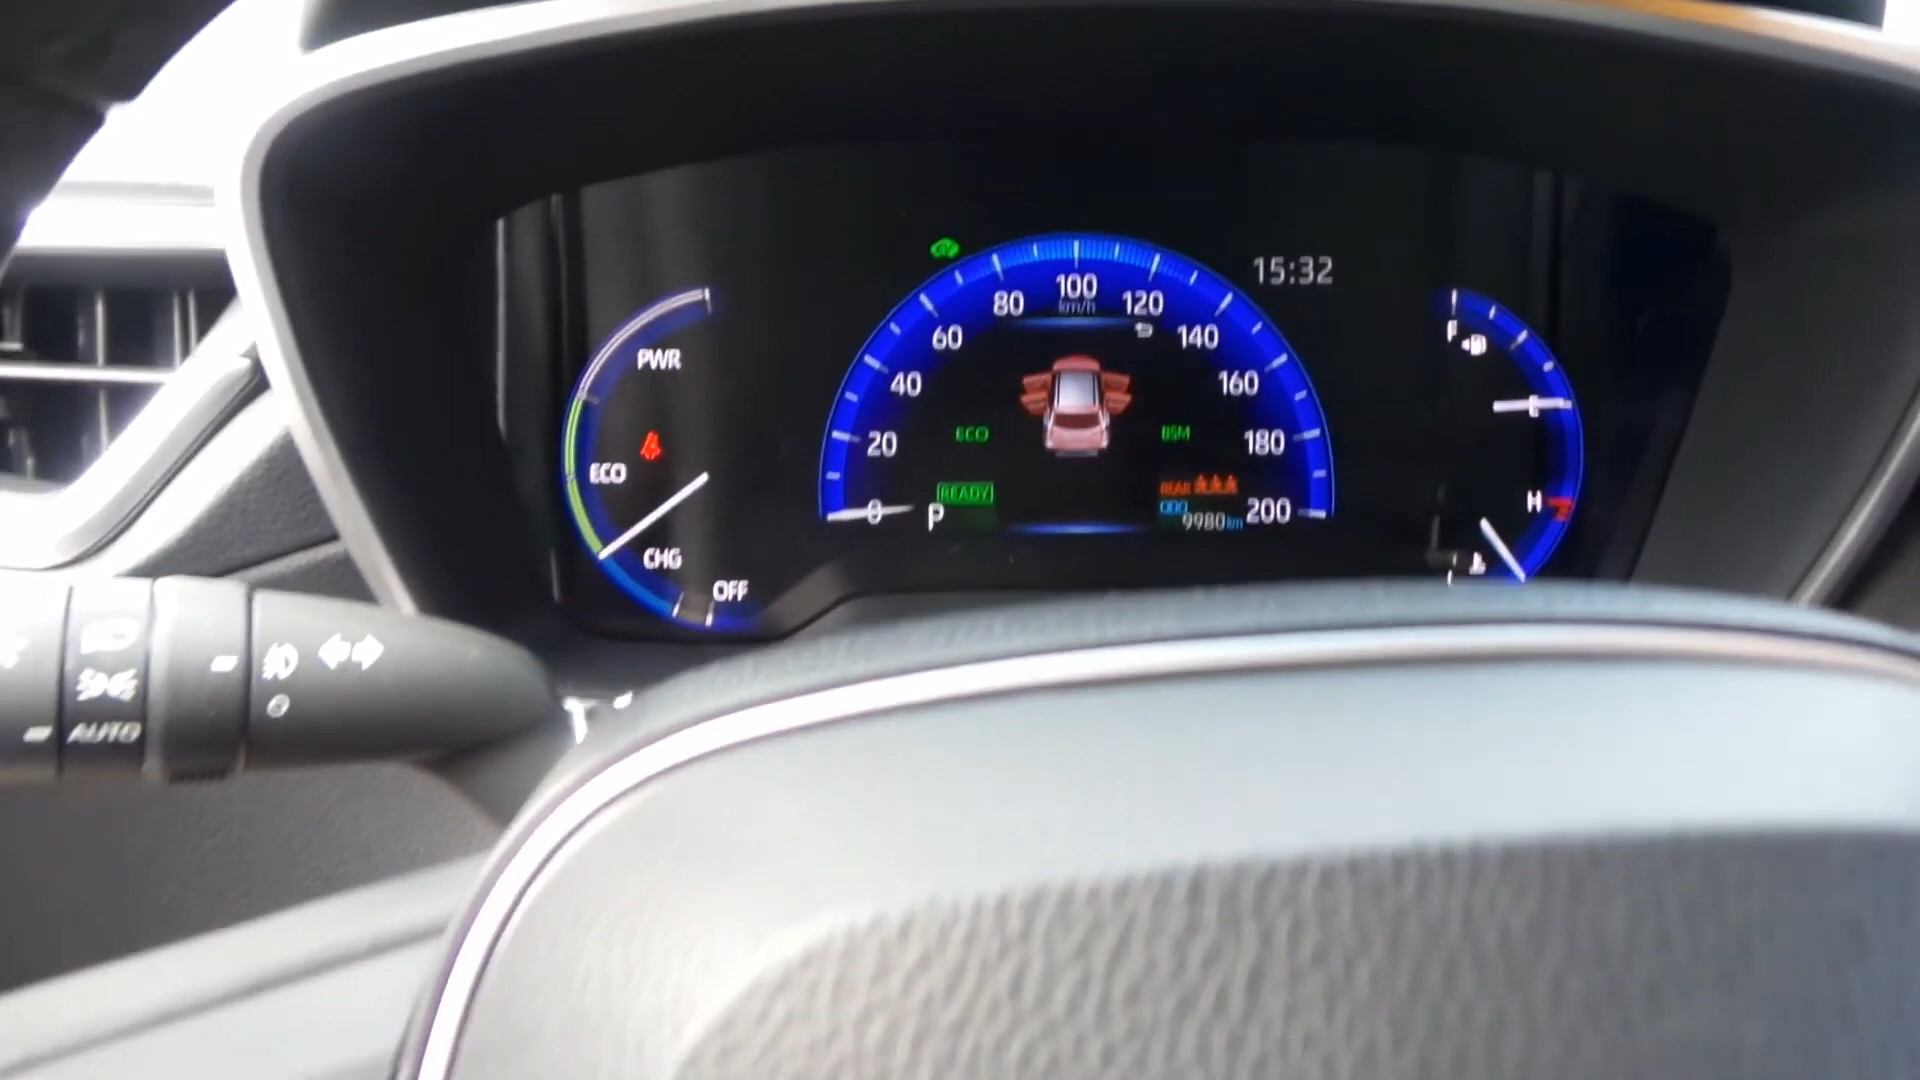 15:32
100
km/h
80
120
60
140
40
160
20
180
0
200
PWR
ECO
CHG
OFF
ECO
BSM
READY
REAR
P
ODO
9980 km
F
H
AUTO